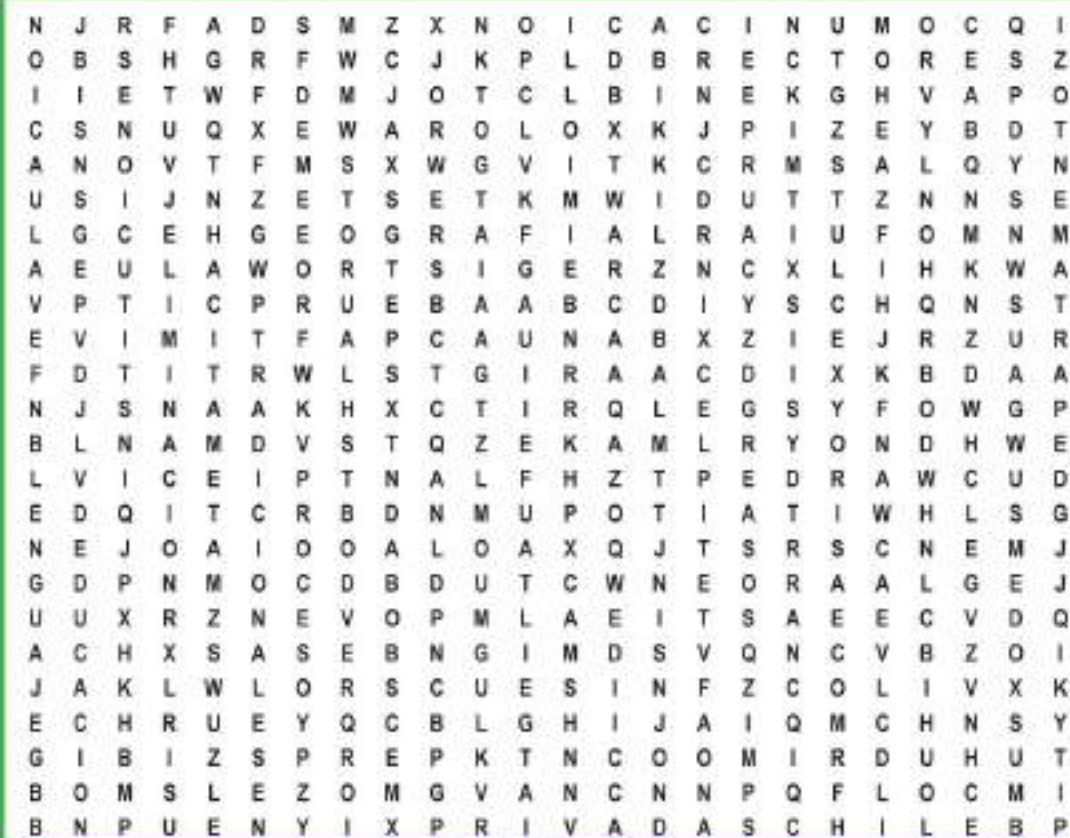 N J R F A D S M Z X N O I C A C I N U M O C Q I
O B S H G R F W C J K P L D B R E C T O R E S Z
I I E T W F D M J O T C L B I N E K G H V A P O
C S N U Q X E W A R O L O X K J P I Z E Y B D T
A N O V T F M S X W G V I T K C R M S A L Q Y N
U S I J N Z E T S E T K M W I D U T T Z N N S E
L G C E H G E O G R A F I A L R A I U F O M N M
A E U L A W O R T S I G E R Z N C X L I H K W A
V P T I C P R U E B A A B C D I Y S C H Q N S T
E V I M I T F A P C A U N A B X Z I E J R Z U R
F D T I T R W L S T G I R A A C D I X K B D A A
N J S N A A K H X C T I R Q L E G S Y F O W G P
B L N A M D V S T Q Z E K A M L R Y O N D H W E
L V I C E I P T N A L F H Z T P E D R A W C U D
E D Q I T C R B D N M U P O T I A T I W H L S G
N E J O A I O O A L O A X Q J T S R S C N E M J
G D P N M O C D B D U T C W N E O R A A L G E J
U U X R Z N E V O P M L A E I T S A E E C V D Q
A C H X S A S E B N G I M D S V Q N C V B Z O I
J A K L W L O R S C U E S I N F Z C O L I V X K
E C H R U E Y Q C B L G H I J A I Q M C H N S Y
G I B I Z S P R E P K T N C O O M I R D U H U T
B O M S L E Z O M G V A N C N N P Q F L O C M I
B N P U E N Y I X P R I V A D A S C H I L E B P